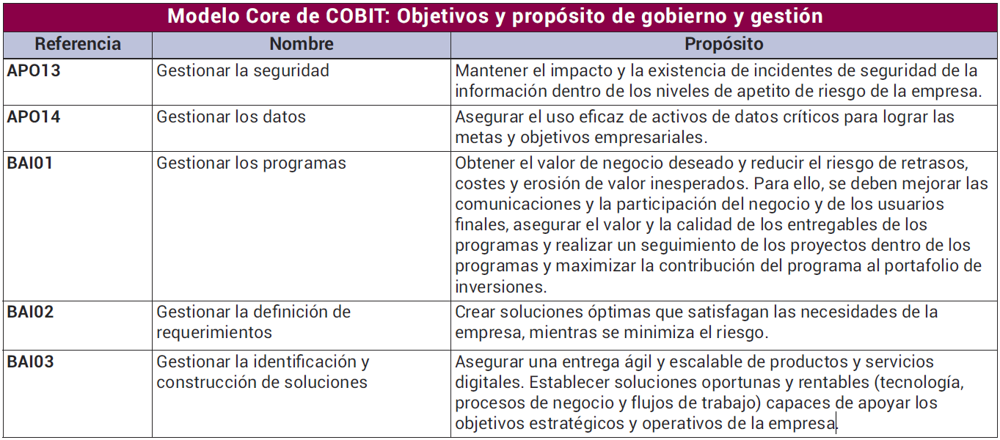 Modelo Core de COBIT: Objetivos y propósito de gobierno y gestión
Referencia Nombre Propósito
APO13 Gestionar la seguridad Mantener el impacto y la existencia de incidentes de seguridad de la
información dentro de los niveles de apetito de riesgo de la empresa.
APO14 Gestionar los datos Asegurar el uso eficaz de activos de datos críticos para lograr las
metas y objetivos empresariales.
BAI01 Gestionar los programas Obtener el valor de negocio deseado y reducir el riesgo de retrasos,
costes y erosión de valor inesperados. Para ello, se deben mejorar las
comunicaciones y la participación del negocio y de los usuarios
finales, asegurar el valor y la calidad de los entregables de los
programas y realizar un seguimiento de los proyectos dentro de los
programas y maximizar la contribución del programa al portafolio de
inversiones.
BAI02 Gestionar la definición de Crear soluciones óptimas que satisfagan las necesidades de la
requerimientos empresa, mientras se minimiza el riesgo.
BAI03 Gestionar la identificación y Asegurar una entrega ágil y escalable de productos y servicios
construcción de soluciones digitales. Establecer soluciones oportunas y rentables (tecnología,
procesos de negocio y flujos de trabajo) capaces de apoyar los
objetivos estratégicos y operativos de la empresa.